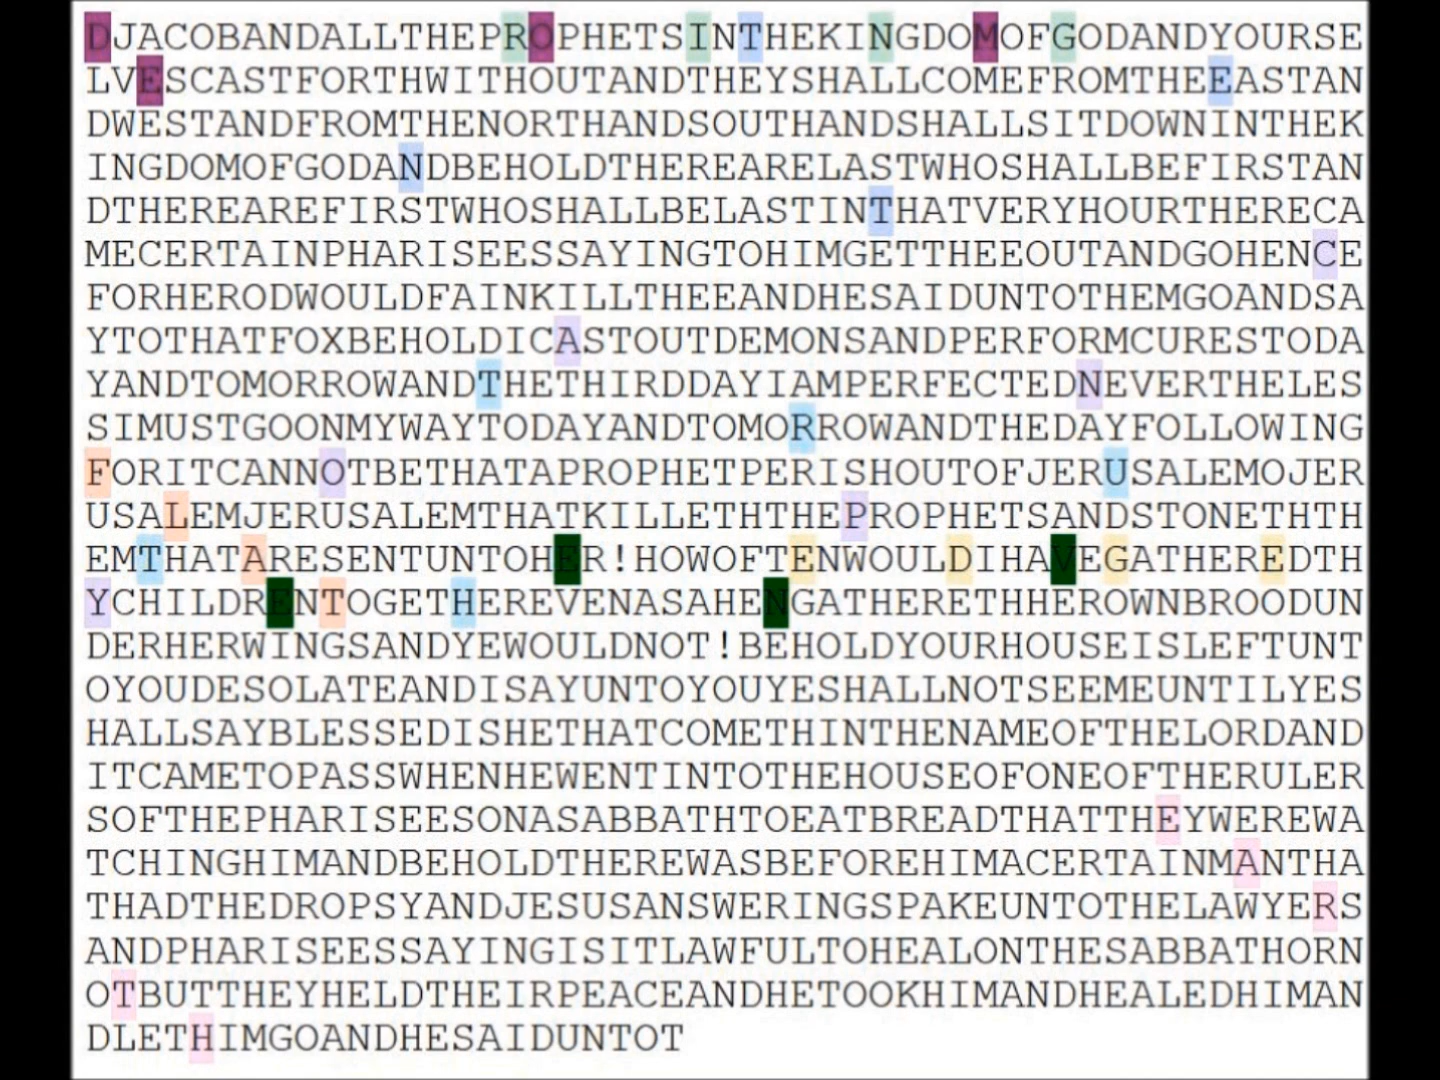 DJACOBANDALLTHEPROPHETSINTHEKINGDOMOFGODANDYOURSE
LVESCASTFORTHWITHOUTANDTHEYSHALLCOMEFROMTHEEASTAN
DWESTANDFROMTHENORTHANDSOUTHANDSHALLSITDOWNINTHEK
INGDOMOFGODANDBEHOLDTHEREARELASTWHOSHALLBEFIRSTAN
DTHEREAREFIRSTWHOSHALLBELASTINTHATVERYHOURTHERECA
MECERTAINPHARISEESSAYINGTOHIMGETTHEEOUTANDGOHENCE
FORHERODWOULDFAINKILLTHEEANDHESAIDUNTOTHEMGOANDSA
YTOTHATFOXBEHOLDICASTOUTDEMONSANDPERFORMCURESTODA
YANDTOMORROWANDTHETHIRDDAYIAMPERFECTEDNEVERTHELES
SIMUSTGOONMYWAYTODAYANDTOMORROWANDTHEDAYFOLLOWING
FORITCANNOTBETHATAPROPHETPERISHOUTOFJERUSALEMOJER
USALEMJERUSALEMTHATKILLETHTHEPROPHETSANDSTONETHTH
EMTHATARESENTUNTOHER!HOWOFTENWOULDIHAVEGATHEREDTH
YCHILDRENTOGETHEREVENASAHENGATHERETHHEROWNBROODUN
DERHERWINGSANDYEWOULDNOT!BEHOLDYOURHOUSEISLEFTUNT
OYOUDESOLATEANDISAYUNTOYOUYESHALLNOTSEEMEUNTILYES
HALLSAYBLESSEDISHETHATCOMETHINTHENAMEOFTHELORDAND
ITCAMETOPASSWHENHEWENTINTOTHEHOUSEOFONEOFTHERULER
SOFTHEPHARISEESONASABBATHTOEATBREADTHATTHEYWEREWA
TCHINGHIMANDBEHOLDTHEREWASBEFOREHIMACERTAINMANTHA
THADTHEDROPSYANDJESUSANSWERINGSPAKEUNTOTHELAWYERS
ANDPHARISEESSAYINGISITLAWFULTOHEALONTHESABBATHORN
OTBUTTHEYHELDTHEIRPEACEANDHETOOKHIMANDHEALEDHIMAN
DLETHIMGOANDHESAIDUNTOT